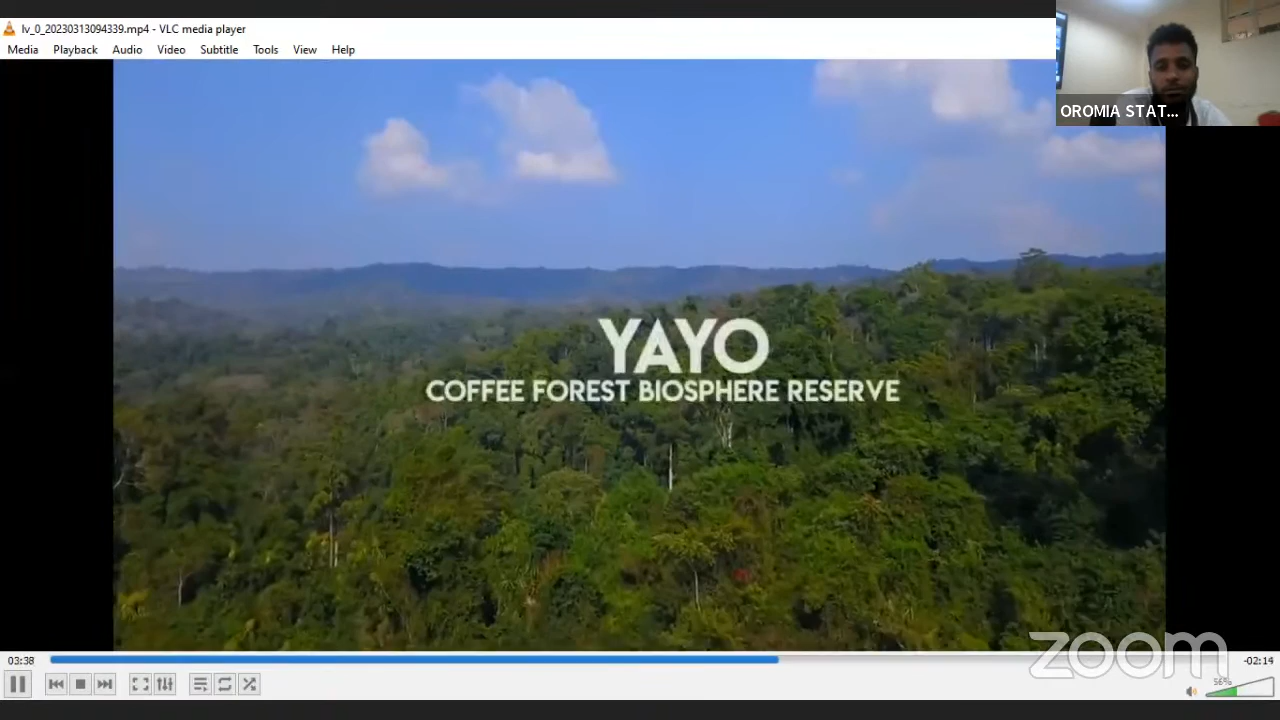 lv_0_20230313094339.mp4 - VLC media player
Media Playback Audio Video Subtitle Tools View Help
OROMIA STAT...
YAYO
COFFEE FOREST BIOSPHERE RESERVE
zoom
03:38
-02:14
56%